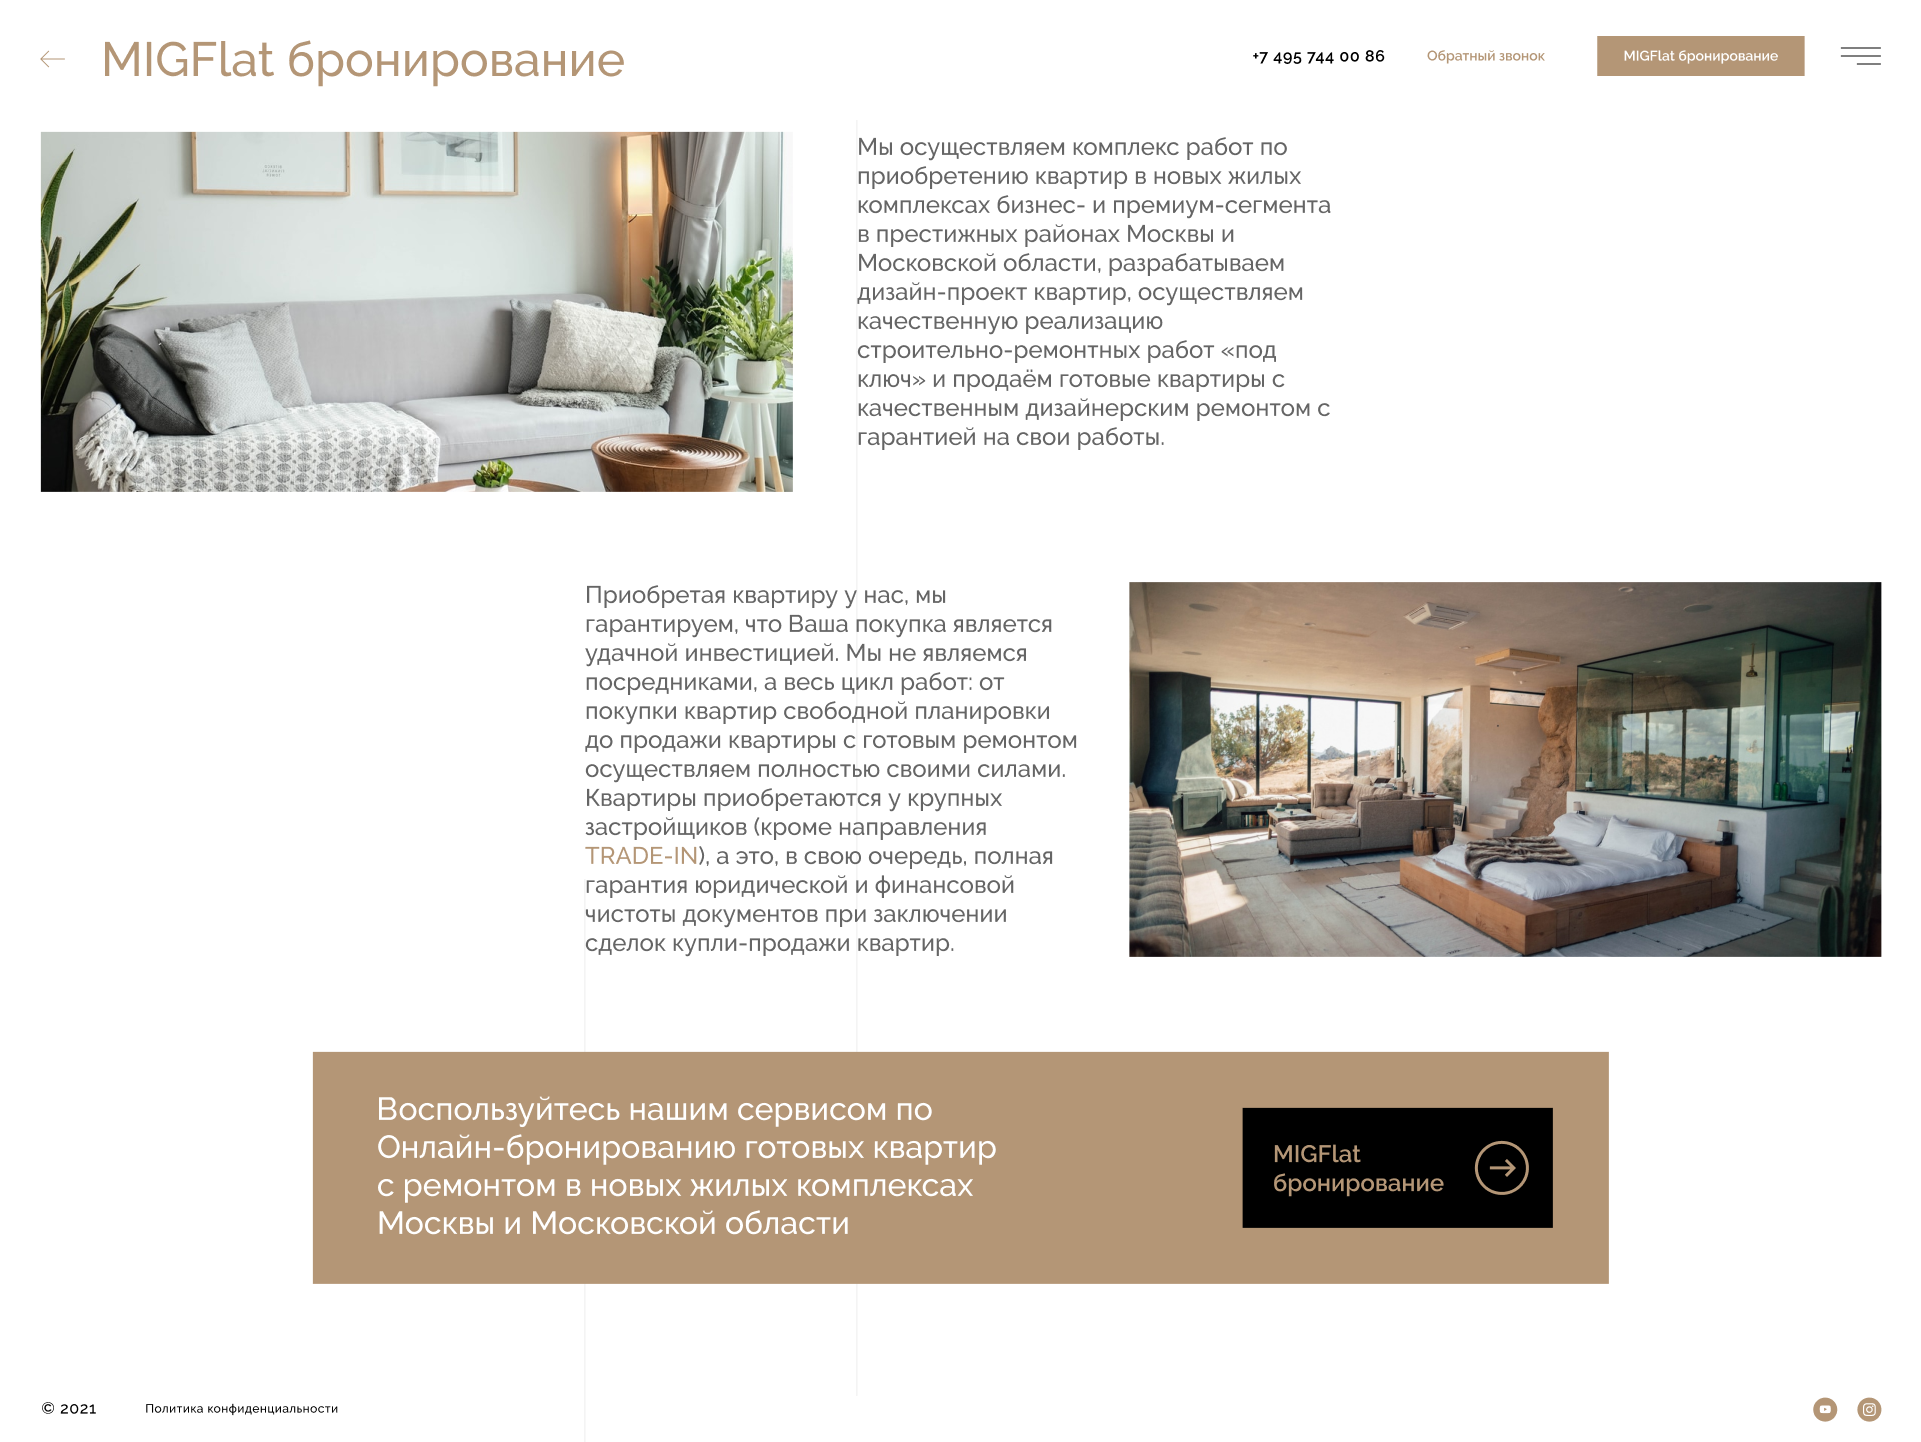 MIGFlat бронирование
+7 495 744 00 86
Обратный звонок
MIGFlat бронирование
Мы осуществляем комплекс работ по
приобретению квартир в новых жилых
комплексах бизнес- и премиум-сегмента
в престижных районах Москвы и
Московской области, разрабатываем
дизайн-проект квартир, осуществляем
качественную реализацию
строительно-ремонтных работ «под
ключ» и продаём готовые квартиры с
качественным дизайнерским ремонтом с
гарантией на свои работы.
Приобретая квартиру у нас, мы
гарантируем, что Ваша покупка является
удачной инвестицией. Мы не являемся
посредниками, а весь цикл работ: от
покупки квартир свободной планировки
до продажи квартиры с готовым ремонтом
осуществляем полностью своими силами.
Квартиры приобретаются у крупных
застройщиков (кроме направления
TRADE-IN), а это, в свою очередь, полная
гарантия юридической и финансовой
чистоты документов при заключении
сделок купли-продажи квартир.
Воспользуйтесь нашим сервисом по
Онлайн-бронированию готовых квартир
с ремонтом в новых жилых комплексах
Москвы и Московской области
MIGFlat
бронирование
© 2021
Политика конфиденциальности